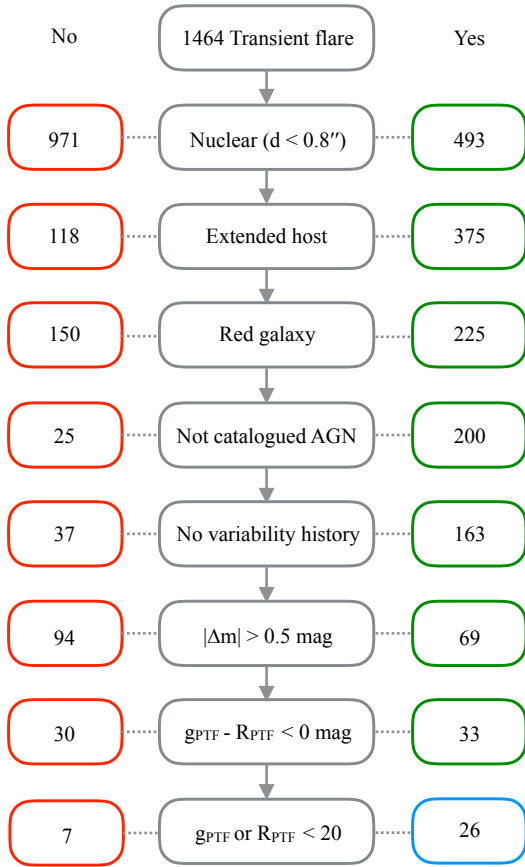 No 1464 Transient flare Yes
971 Nuclear (d < 0.8″) 493
118 Extended host 375
150 Red galaxy 225
25 Not catalogued AGN 200
37 No variability history 163
94 |Δm| > 0.5 mag 69
30 gPTF - RPTF < 0 mag 33
7 gPTF or RPTF < 20 26